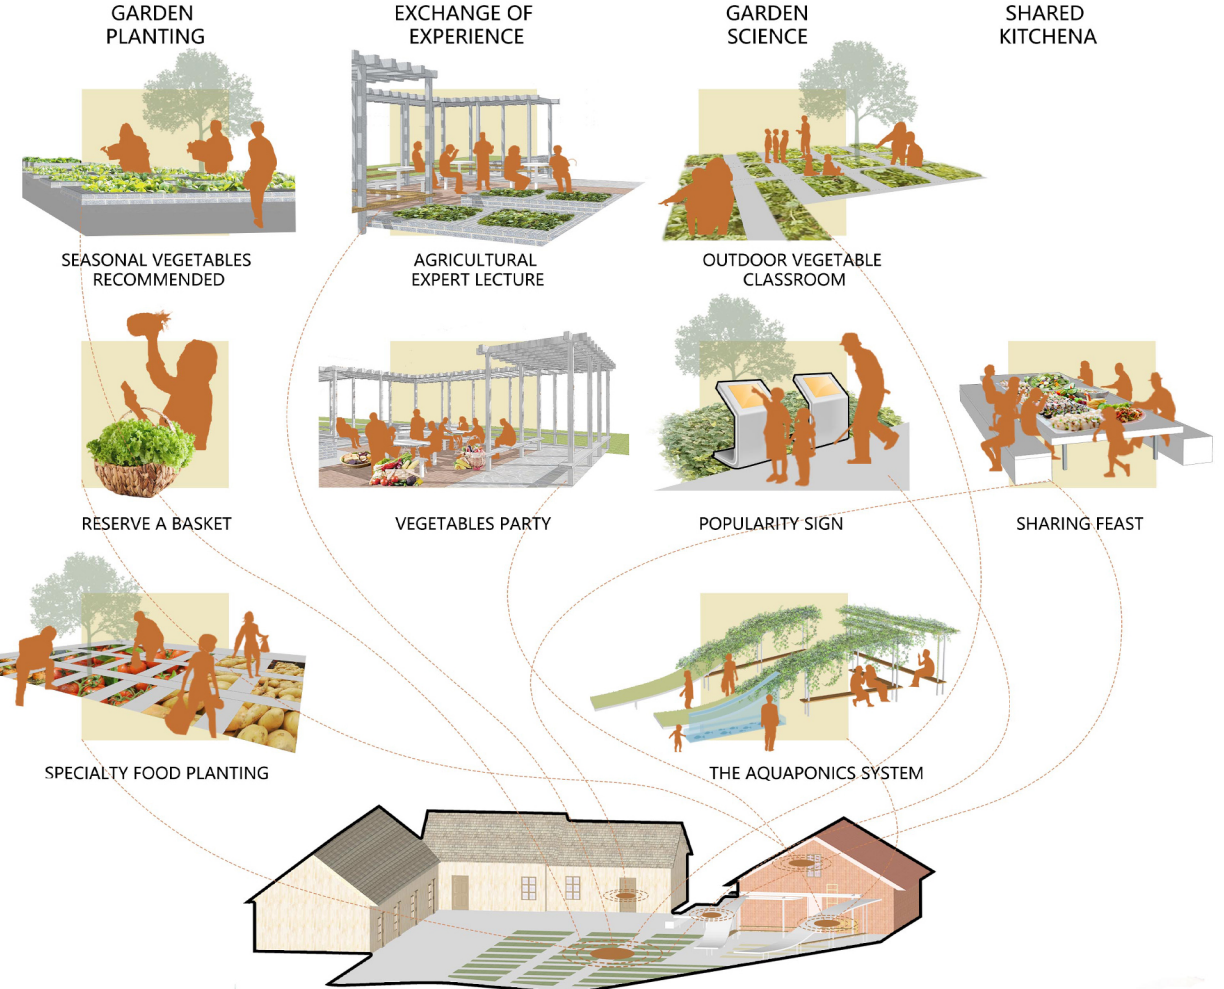 GARDEN
PLANTING
EXCHANGE OF
EXPERIENCE
GARDEN
SCIENCE
SHARED
KITCHENA
SEASONAL VEGETABLES
RECOMMENDED
AGRICULTURAL
EXPERT LECTURE
OUTDOOR VEGETABLE
CLASSROOM
RESERVE A BASKET
VEGETABLES PARTY
POPULARITY SIGN
SHARING FEAST
SPECIALTY FOOD PLANTING
THE AQUAPONICS SYSTEM